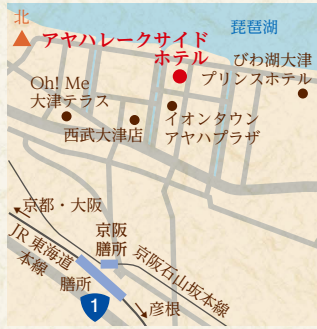 北
琵琶湖
アヤハレークサイド
ホテル
びわ湖大津
プリンスホテル
Oh! Me
大津テラス
西武大津店
イオンタウン
アヤハプラザ
京都・大阪
JR東海道
本線
京阪
膳所
京阪石山坂本線
膳所
1
彦根